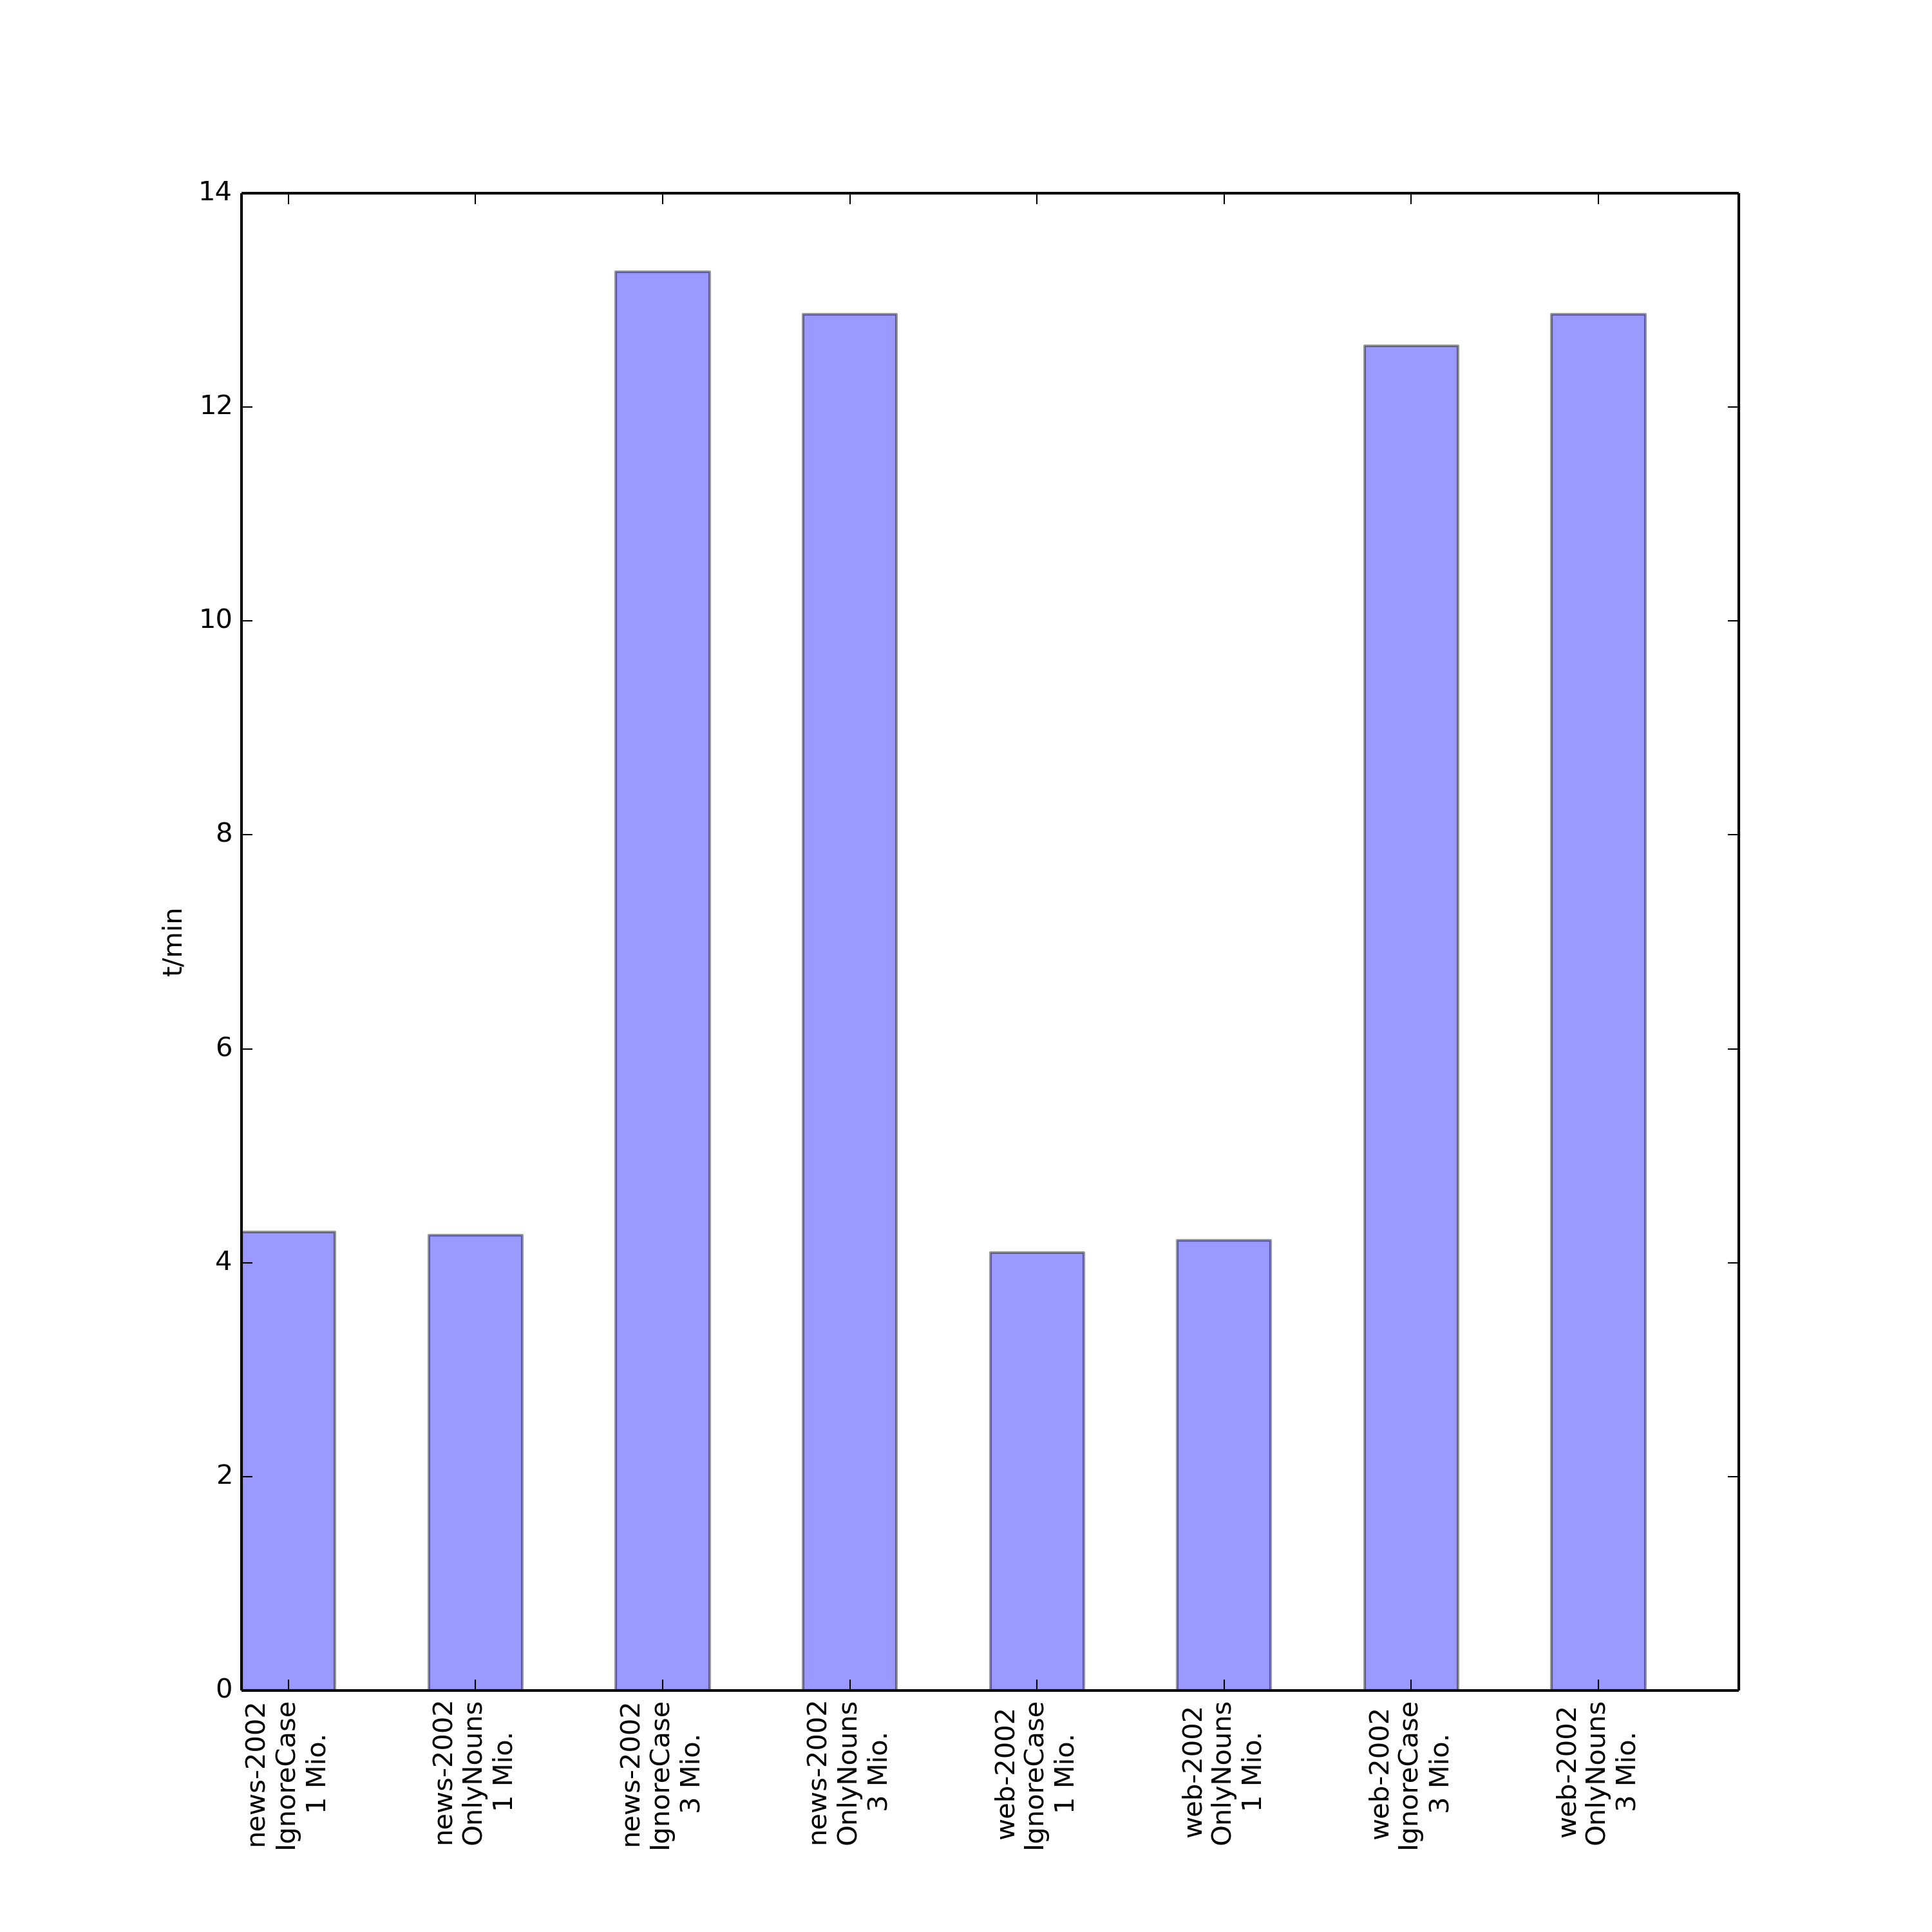 14
12
10
8
6
4
2
0
t/min
news-2002
IgnoreCase
1 Mio.
news-2002
OnlyNouns
1 Mio.
news-2002
IgnoreCase
3 Mio.
news-2002
OnlyNouns
3 Mio.
web-2002
IgnoreCase
1 Mio.
web-2002
OnlyNouns
1 Mio.
web-2002
IgnoreCase
3 Mio.
web-2002
OnlyNouns
3 Mio.